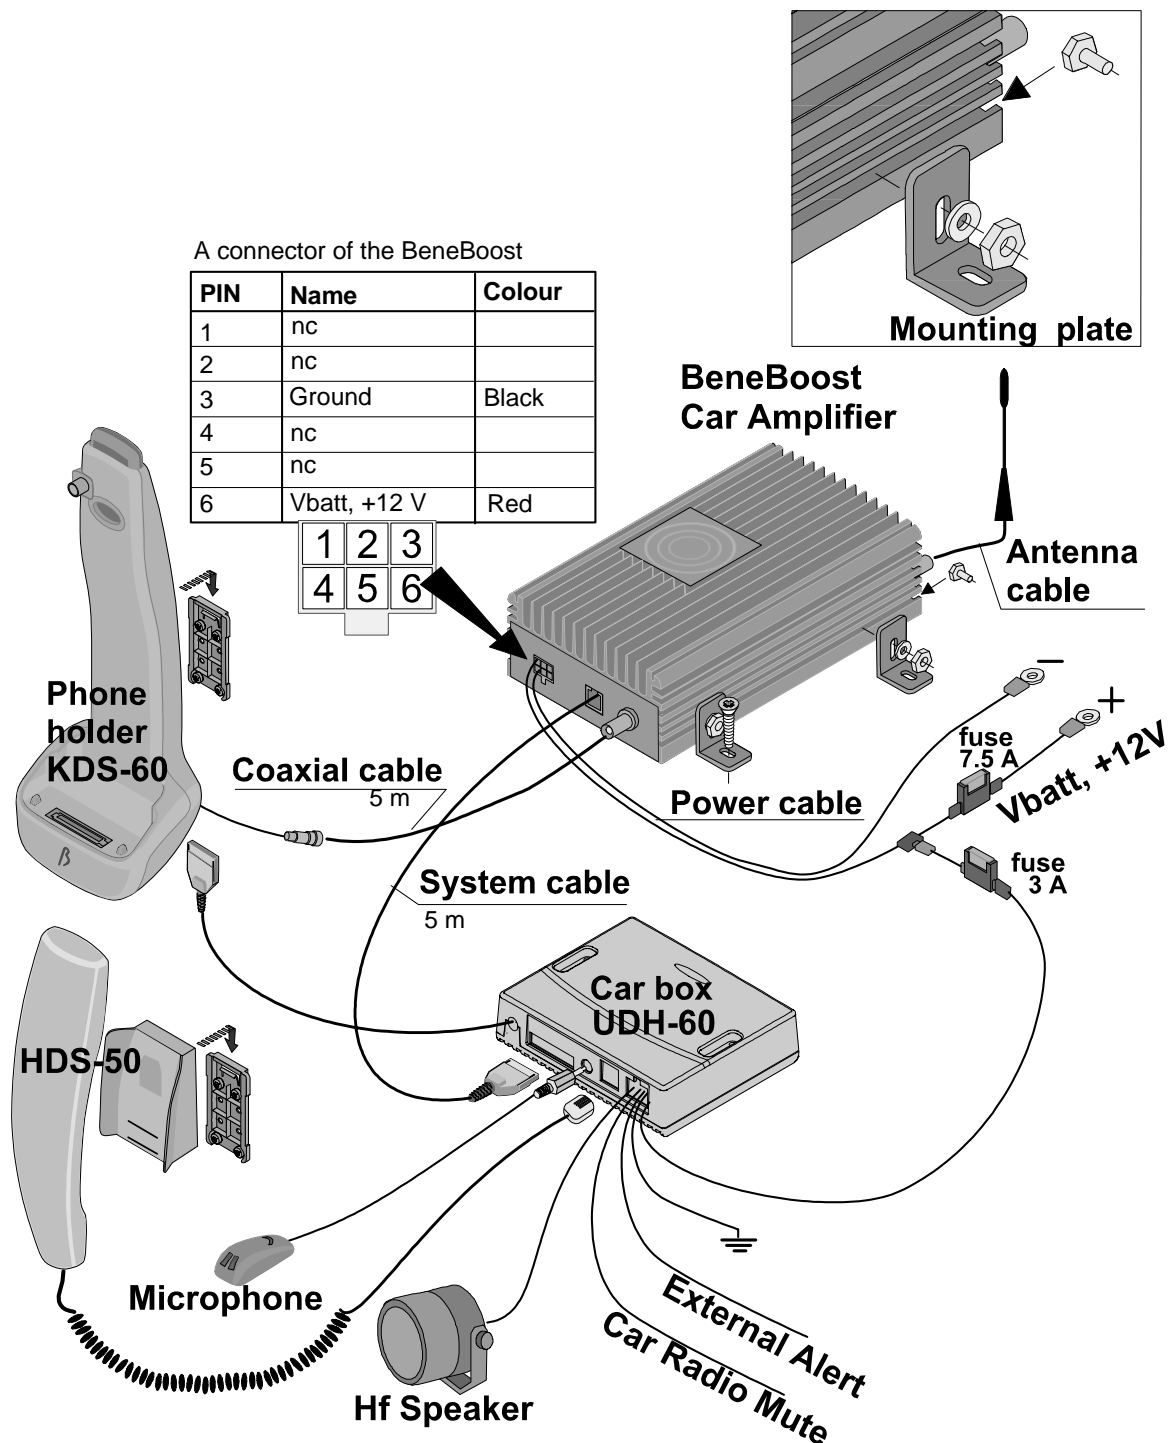 Mounting plate
A connector of the BeneBoost
PIN Name Colour
1 nc
2 nc
3 Ground Black
4 nc
5 nc
6 Vbatt, +12 V Red
1 2 3
4 5 6
BeneBoost
Car Amplifier
Antenna
cable
Phone
holder
KDS-60
β
Coaxial cable
5 m
Power cable
−
+
fuse
7.5 A
Vbatt, +12V
fuse
3 A
System cable
5 m
Car box
UDH-60
HDS-50
Microphone
Hf Speaker
External Alert
Car Radio Mute